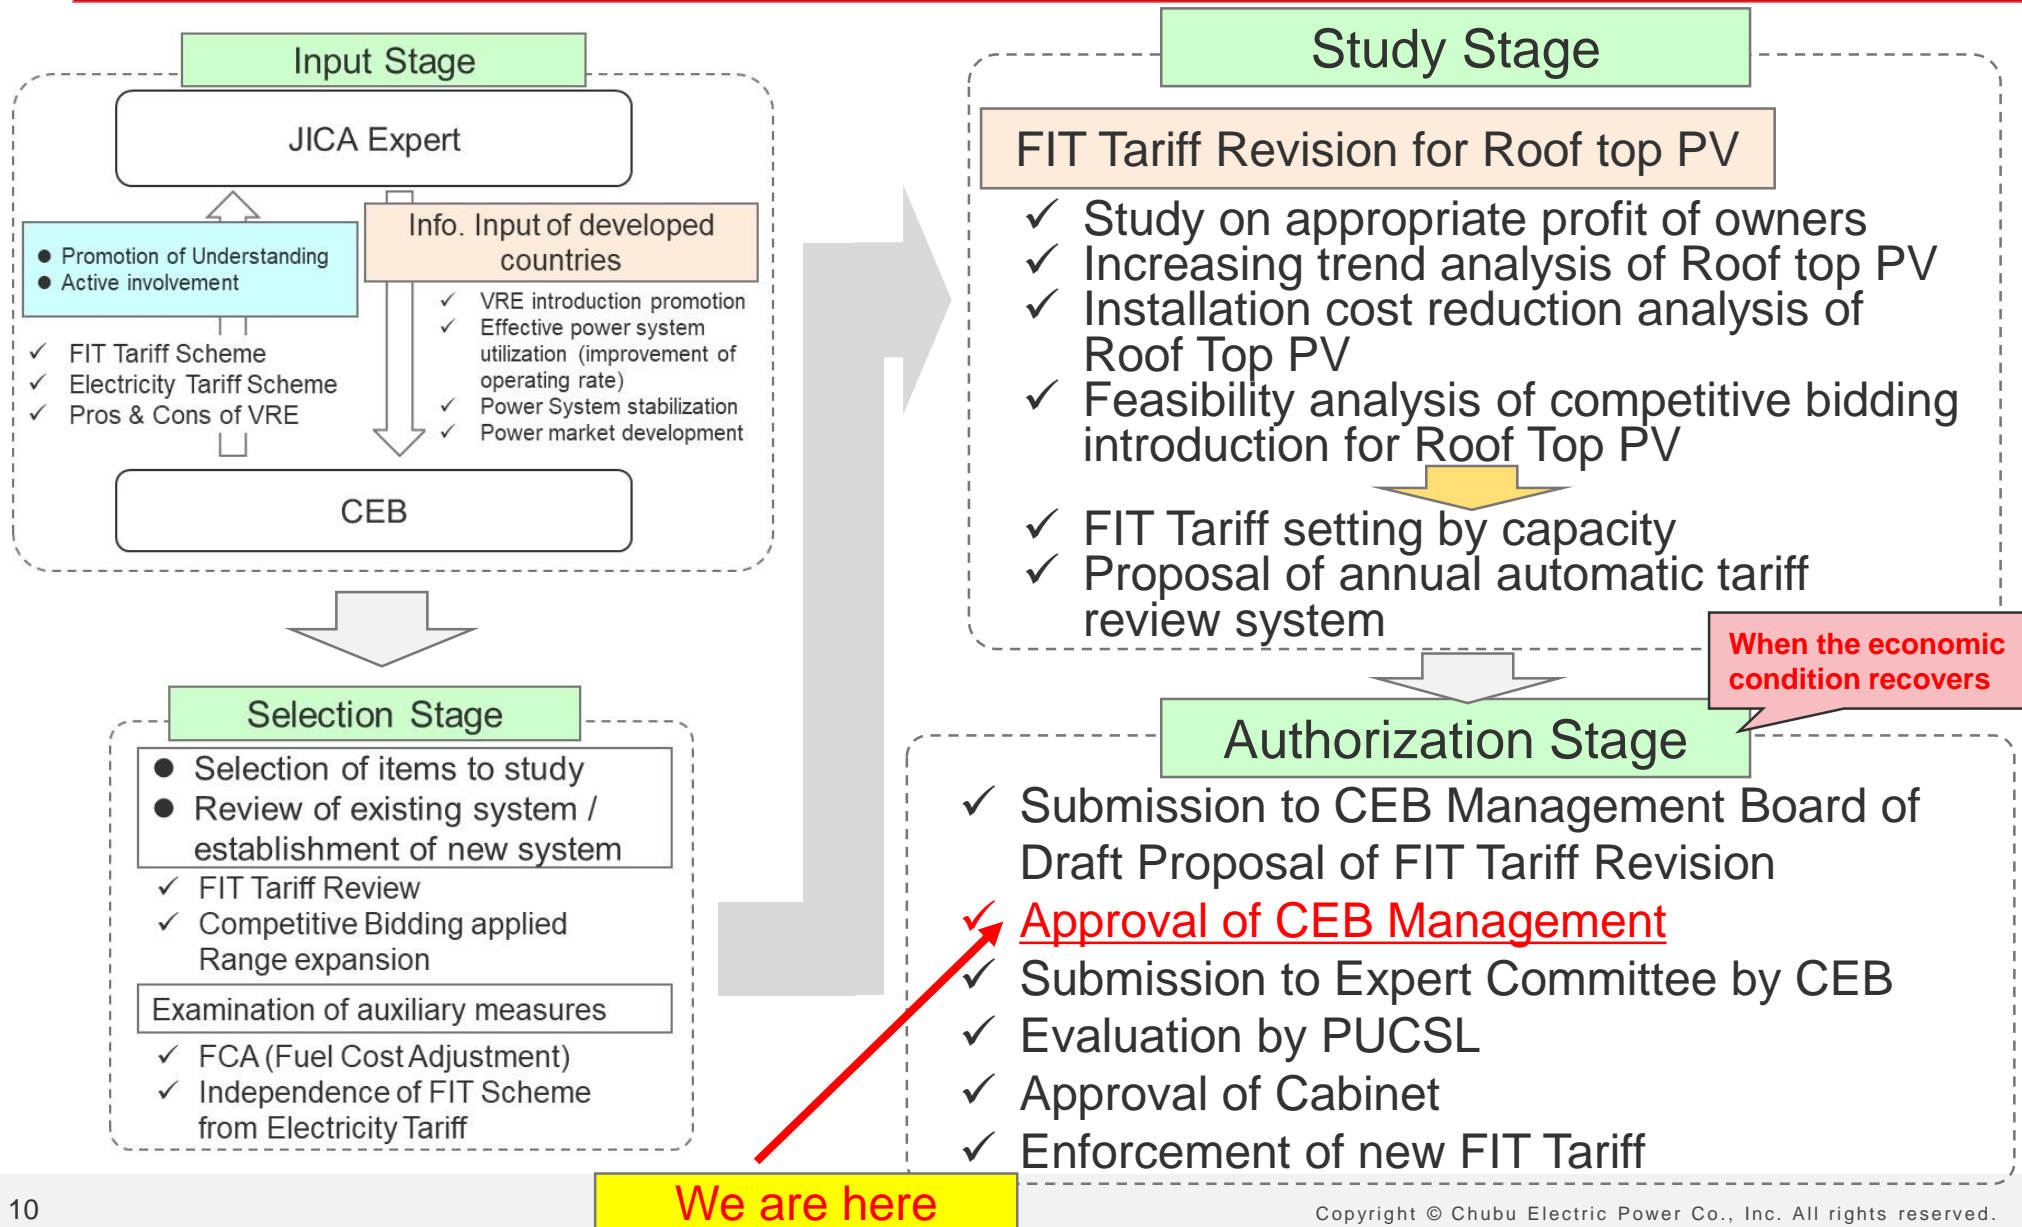 Input Stage
JICA Expert
● Promotion of Understanding
● Active involvement
Info. Input of developed
countries
✓ VRE introduction promotion
✓ Effective power system
utilization (improvement of
operating rate)
✓ Power System stabilization
✓ Power market development
✓ FIT Tariff Scheme
✓ Electricity Tariff Scheme
✓ Pros & Cons of VRE
CEB
Selection Stage
● Selection of items to study
● Review of existing system /
establishment of new system
✓ FIT Tariff Review
✓ Competitive Bidding applied
Range expansion
Examination of auxiliary measures
✓ FCA (Fuel Cost Adjustment)
✓ Independence of FIT Scheme
from Electricity Tariff
Study Stage
FIT Tariff Revision for Roof top PV
✓ Study on appropriate profit of owners
✓ Increasing trend analysis of Roof top PV
✓ Installation cost reduction analysis of
Roof Top PV
✓ Feasibility analysis of competitive bidding
introduction for Roof Top PV
✓ FIT Tariff setting by capacity
✓ Proposal of annual automatic tariff
review system
When the economic
condition recovers
Authorization Stage
✓ Submission to CEB Management Board of
Draft Proposal of FIT Tariff Revision
✓ Approval of CEB Management
✓ Submission to Expert Committee by CEB
✓ Evaluation by PUCSL
✓ Approval of Cabinet
✓ Enforcement of new FIT Tariff
We are here
10
Copyright © Chubu Electric Power Co., Inc. All rights reserved.